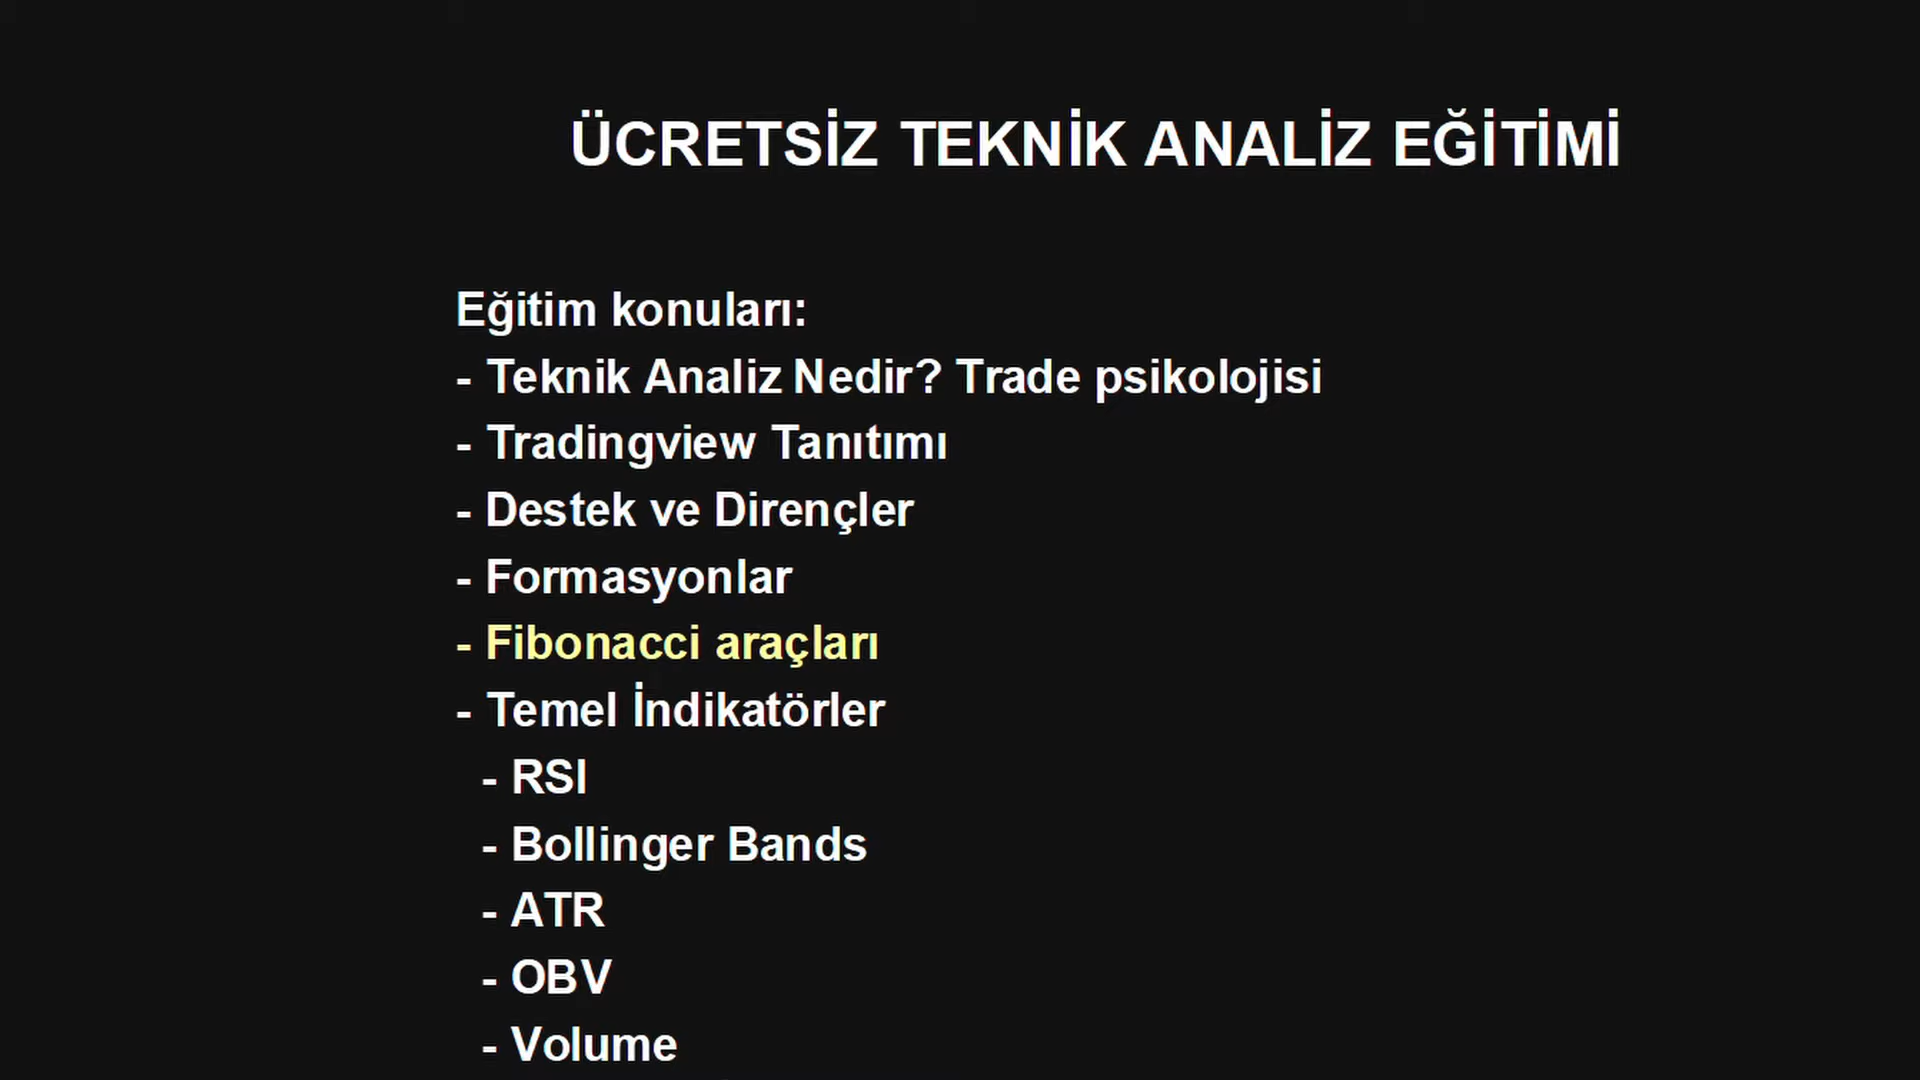 ÜCRETSİZ TEKNİK ANALİZ EĞİTİMİ
Eğitim konuları:
- Teknik Analiz Nedir? Trade psikolojisi
- Tradingview Tanıtımı
- Destek ve Dirençler
- Formasyonlar
- Fibonacci araçları
- Temel İndikatörler
- RSI
- Bollinger Bands
- ATR
- OBV
- Volume